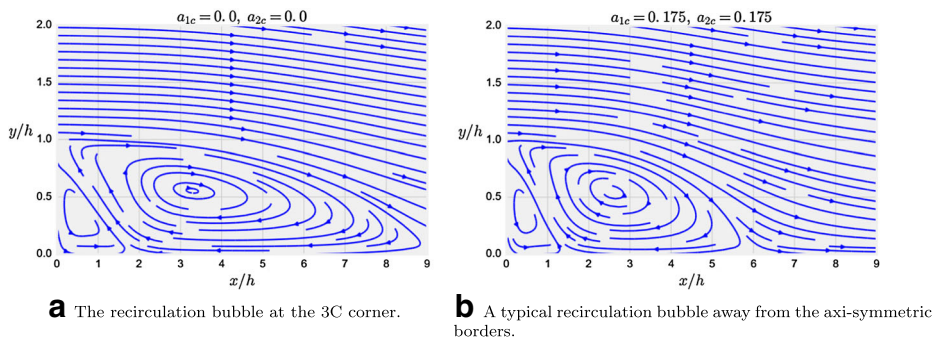 a₁c = 0.0, a₂c = 0.0
2.0
1.5
y/h 1.0
0.5
0.0
0 1 2 3 4 5 6 7 8 9
x/h
a The recirculation bubble at the 3C corner.
a₁c = 0.175, a₂c = 0.175
2.0
1.5
y/h 1.0
0.5
0.0
0 1 2 3 4 5 6 7 8 9
x/h
b A typical recirculation bubble away from the axi-symmetric
borders.